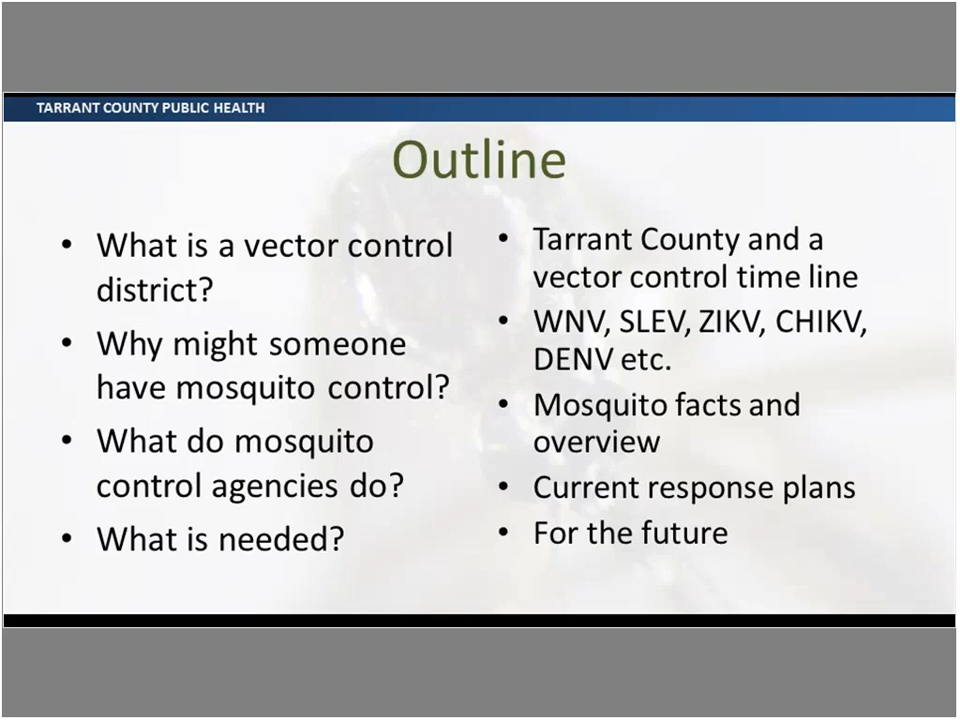 TARRANT COUNTY PUBLIC HEALTH
Outline
• What is a vector control
district?
• Why might someone
have mosquito control?
• What do mosquito
control agencies do?
• What is needed?
• Tarrant County and a
vector control time line
• WNV, SLEV, ZIKV, CHIKV,
DENV etc.
• Mosquito facts and
overview
• Current response plans
• For the future